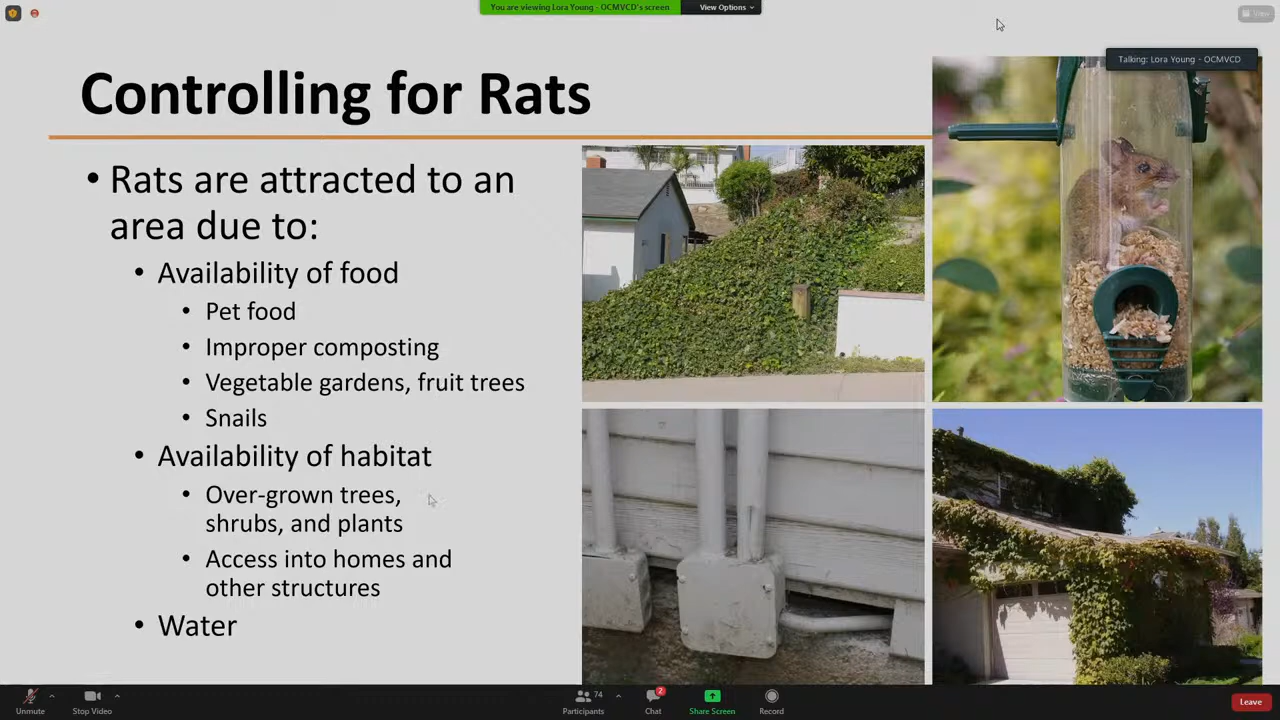 You are viewing Lora Young - OCMVCD's screen
View Options
View
Talking: Lora Young - OCMVCD
Controlling for Rats
• Rats are attracted to an
area due to:
• Availability of food
• Pet food
• Improper composting
• Vegetable gardens, fruit trees
• Snails
• Availability of habitat
• Over-grown trees,
shrubs, and plants
• Access into homes and
other structures
• Water
Unmute
Stop Video
74
Participants
2
Chat
Share Screen
Record
Leave